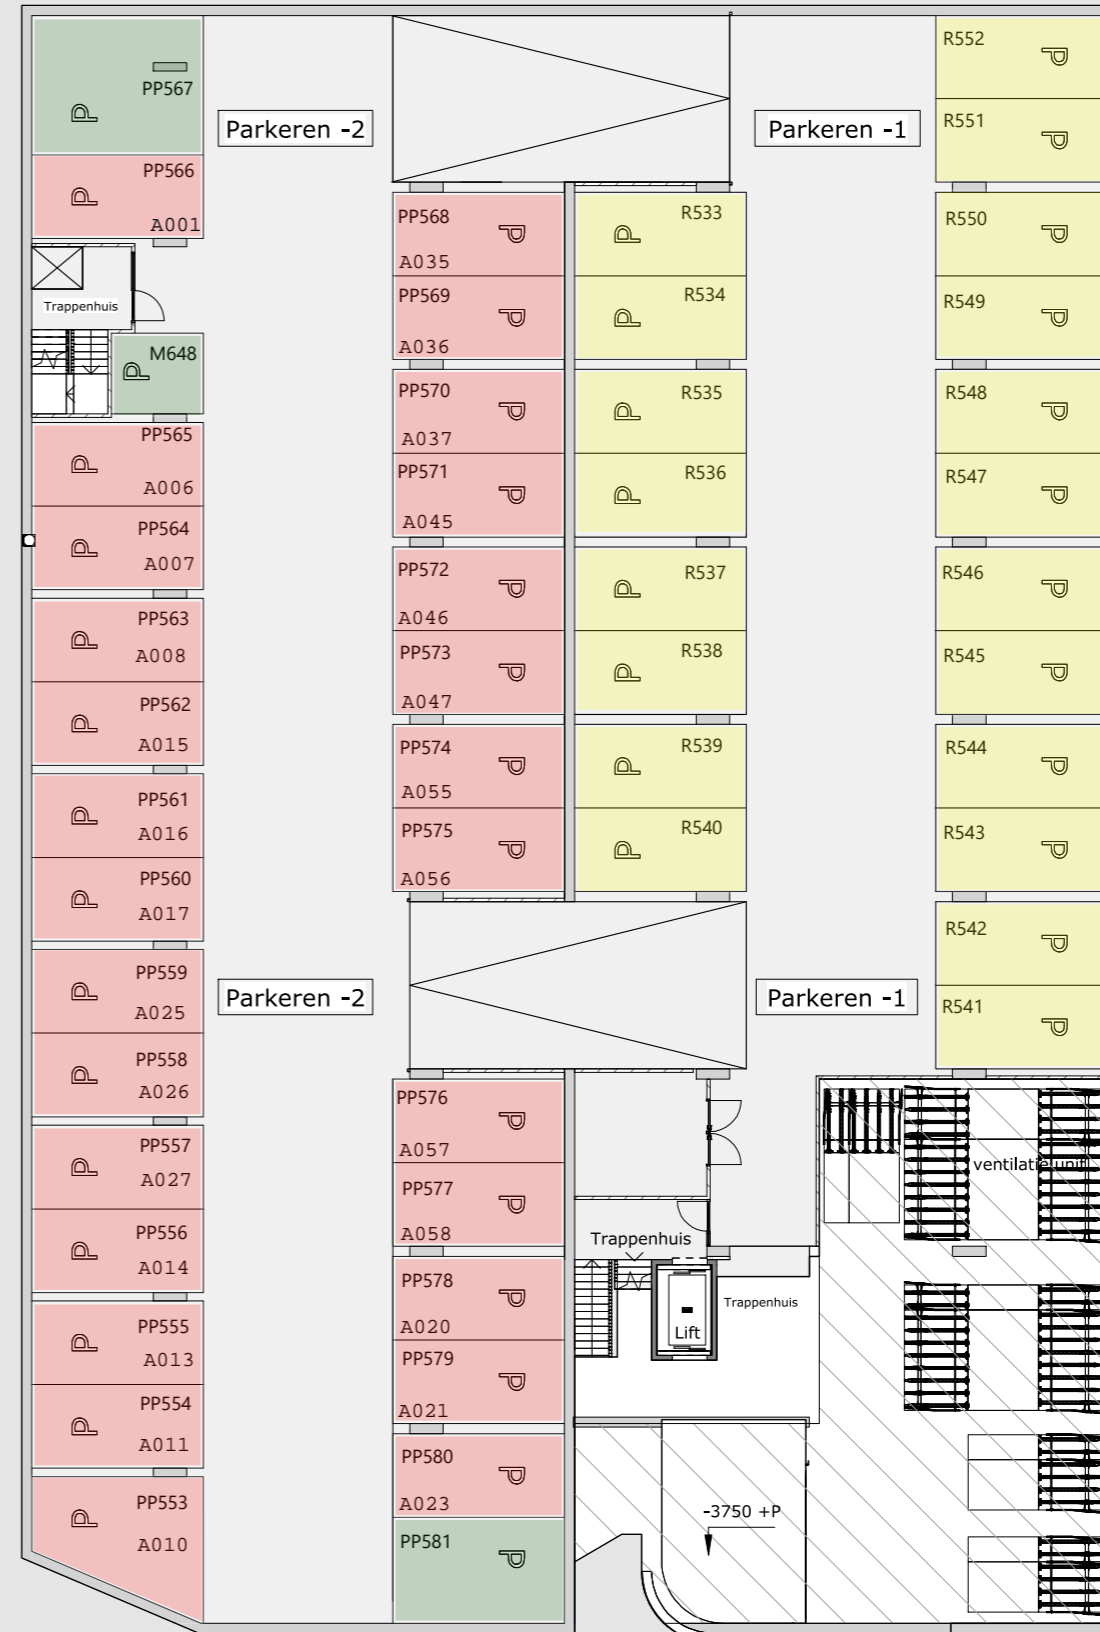 PP567
P
Parkeren -2
Parkeren -1
R552
P
R551
P
PP566
P
A001
Trappenhuis
M648
P
PP565
P
A006
PP564
P
A007
PP563
P
A008
PP562
P
A015
PP561
P
A016
PP560
P
A017
PP559
P
A025
PP558
P
A026
PP557
P
A027
PP556
P
A014
PP555
P
A013
PP554
P
A011
PP553
P
A010
PP568
P
A035
PP569
P
A036
PP570
P
A037
PP571
P
A045
PP572
P
A046
PP573
P
A047
PP574
P
A055
PP575
P
A056
R533
P
R534
P
R535
P
R536
P
R537
P
R538
P
R539
P
R540
P
R550
P
R549
P
R548
P
R547
P
R546
P
R545
P
R544
P
R543
P
R542
P
R541
P
Parkeren -2
Parkeren -1
PP576
P
A057
PP577
P
A058
PP578
P
A020
PP579
P
A021
PP580
P
A023
PP581
P
Trappenhuis
Lift
Trappenhuis
ventilatie unit
-3750 +P